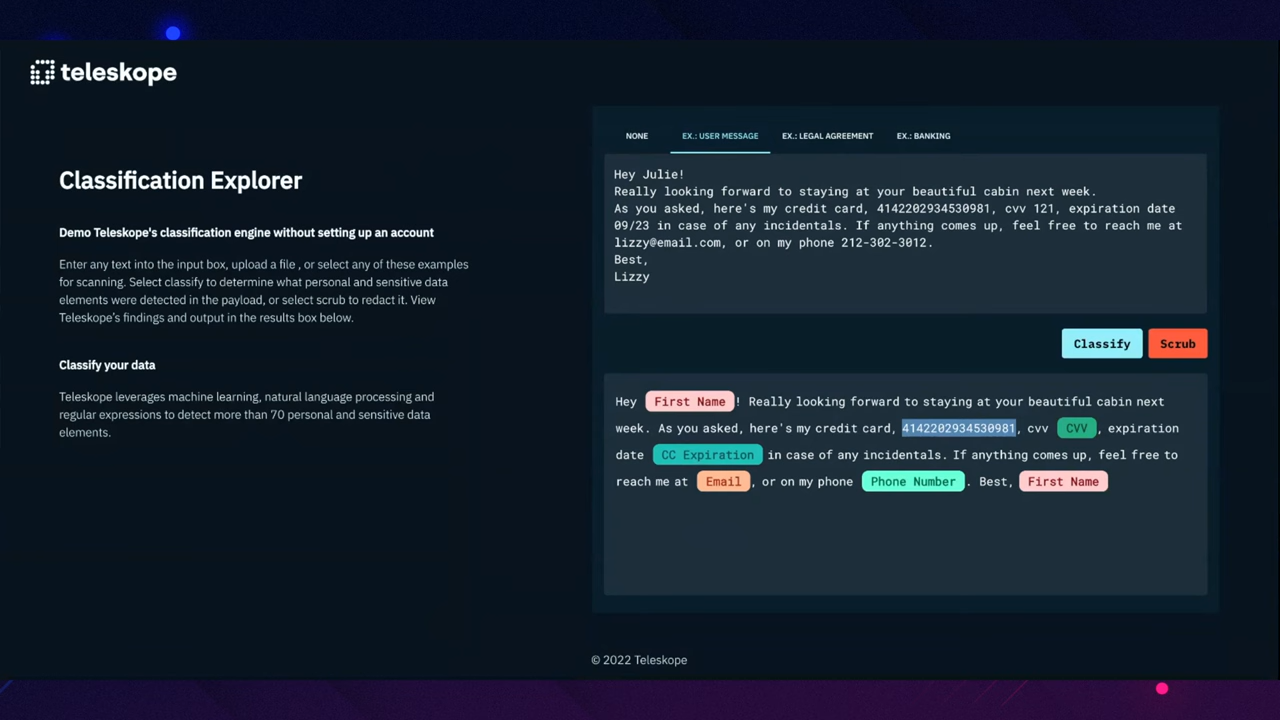 teleskope
Classification Explorer
Demo Teleskope's classification engine without setting up an account
Enter any text into the input box, upload a file , or select any of these examples
for scanning. Select classify to determine what personal and sensitive data
elements were detected in the payload, or select scrub to redact it. View
Teleskope's findings and output in the results box below.
Classify your data
Teleskope leverages machine learning, natural language processing and
regular expressions to detect more than 70 personal and sensitive data
elements.
NONE EX.: USER MESSAGE EX.: LEGAL AGREEMENT EX.: BANKING
Hey Julie!
Really looking forward to staying at your beautiful cabin next week.
As you asked, here's my credit card, 4142202934530981, cvv 121, expiration date
09/23 in case of any incidentals. If anything comes up, feel free to reach me at
lizzy@email.com, or on my phone 212-302-3012.
Best,
Lizzy
Classify Scrub
Hey First Name ! Really looking forward to staying at your beautiful cabin next
week. As you asked, here's my credit card, 4142202934530981, cvv CVV , expiration
date CC Expiration in case of any incidentals. If anything comes up, feel free to
reach me at Email , or on my phone Phone Number . Best, First Name
© 2022 Teleskope